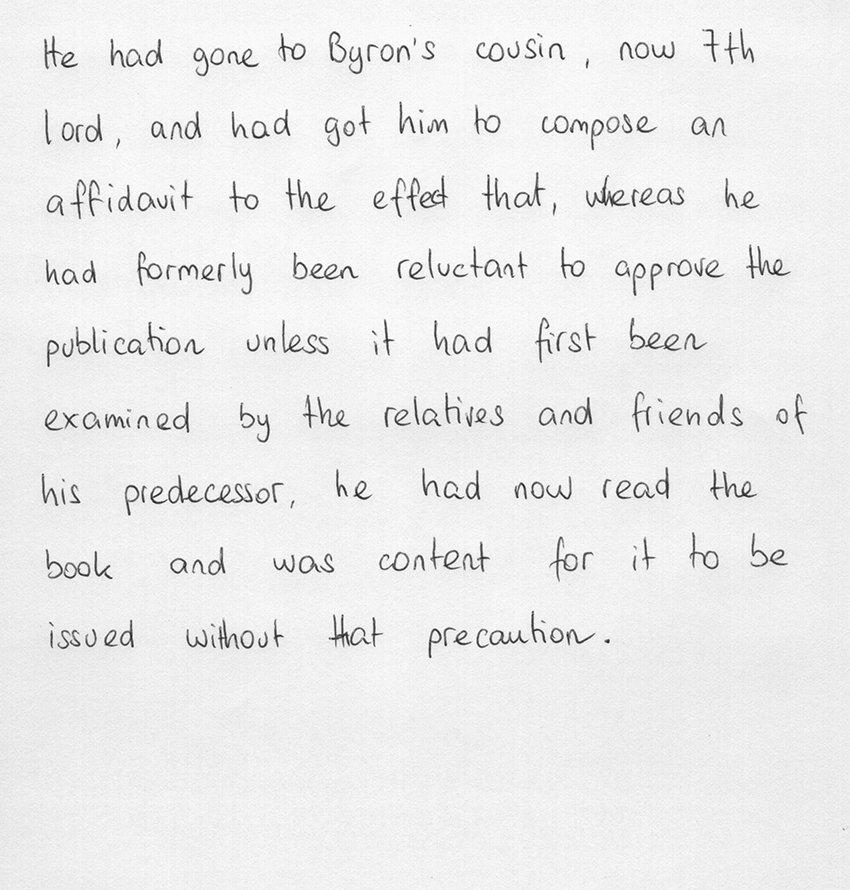 He had gone to Byron's cousin, now 7th
lord, and had got him to compose an
affidavit to the effect that, whereas he
had formerly been reluctant to approve the
publication unless it had first been
examined by the relatives and friends of
his predecessor, he had now read the
book and was content for it to be
issued without that precaution.